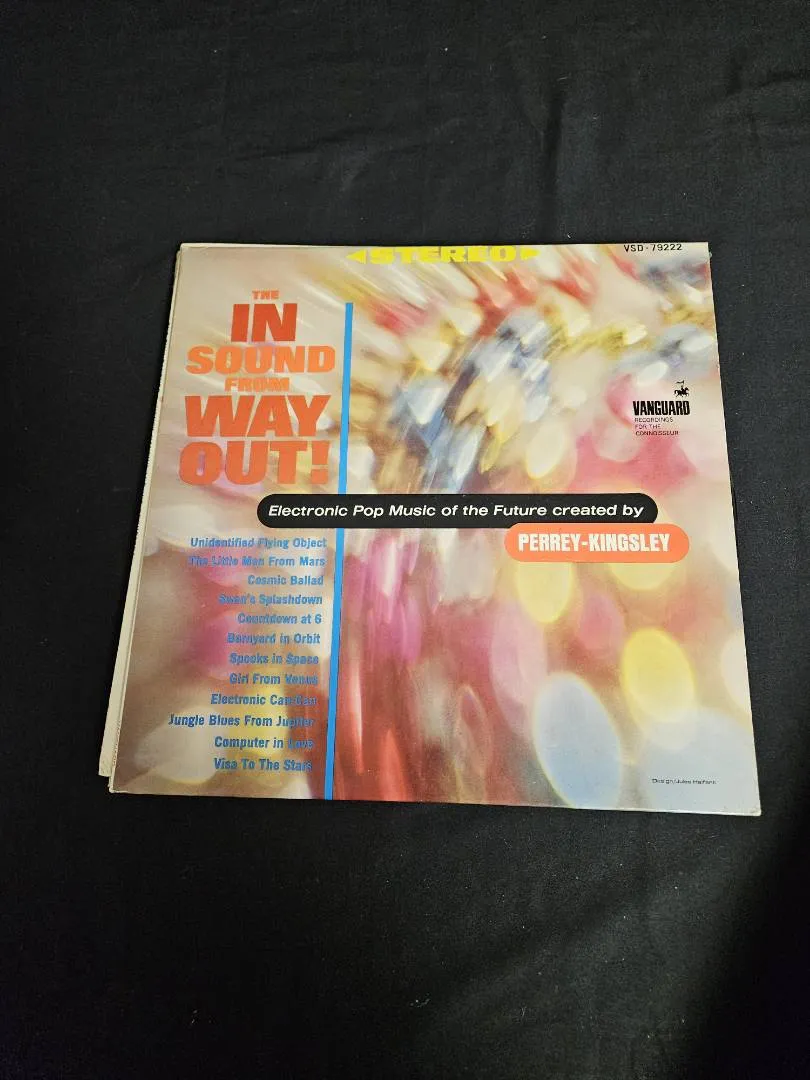 STEREO
VSD-79222
THE
IN
SOUND
FROM
WAY
OUT!
VANGUARD
RECORDINGS
FOR THE
CONNOISSEUR
Electronic Pop Music of the Future created by
PERREY-KINGSLEY
Unidentified Flying Object
The Little Man From Mars
Cosmic Ballad
Swan's Splashdown
Countdown at 6
Barnyard in Orbit
Spooks in Space
Girl From Venus
Electronic Can-Can
Jungle Blues From Jupiter
Computer in Love
Visa To The Stars
Design/Jules Halfant